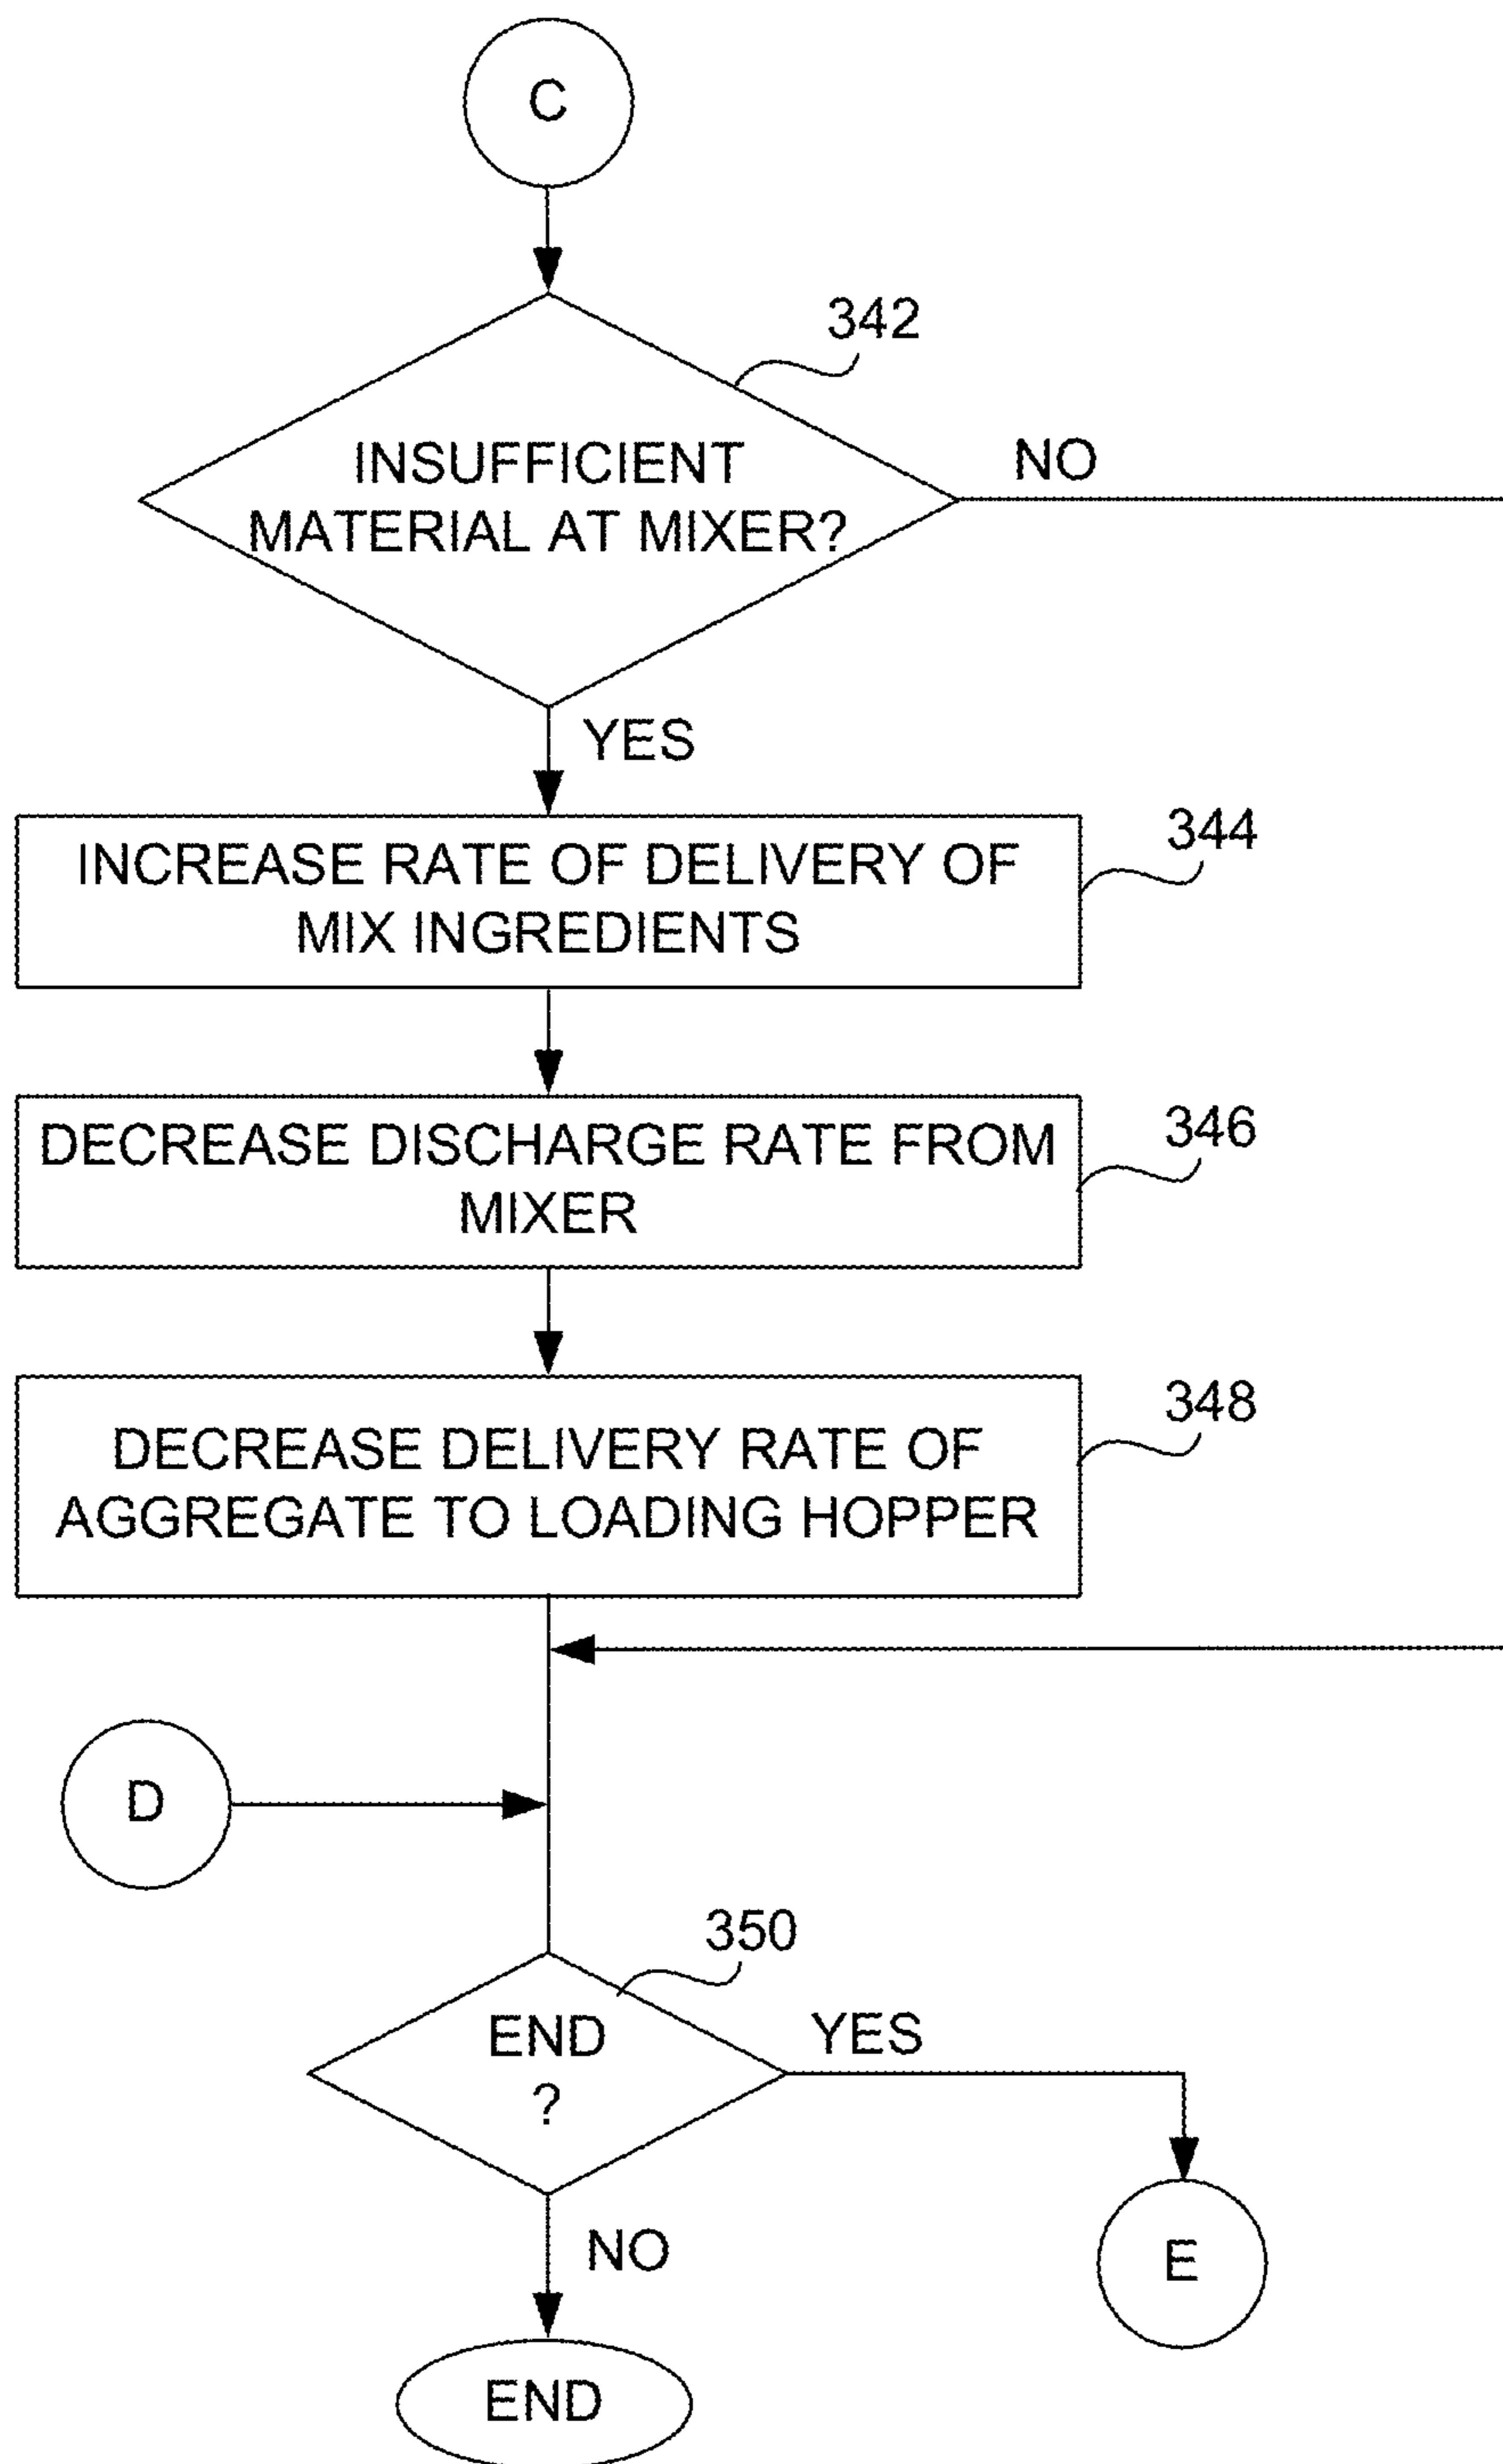 C
342
INSUFFICIENT
MATERIAL AT MIXER?
NO
YES
344
INCREASE RATE OF DELIVERY OF
MIX INGREDIENTS
346
DECREASE DISCHARGE RATE FROM
MIXER
348
DECREASE DELIVERY RATE OF
AGGREGATE TO LOADING HOPPER
D
350
END
?
YES
NO
E
END